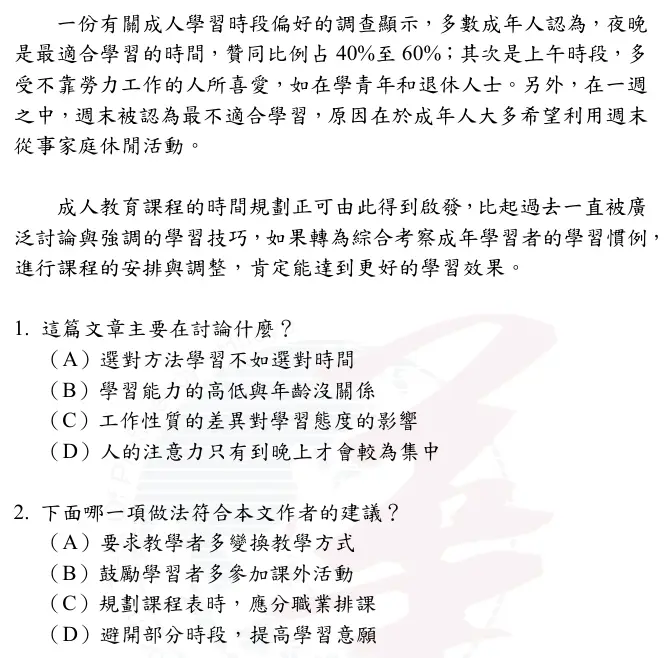 一份有關成人學習時段偏好的調查顯示，多數成年人認為，夜晚
是最適合學習的時間，贊同比例占 40%至 60%；其次是上午時段，多
受不靠勞力工作的人所喜愛，如在學青年和退休人士。另外，在一週
之中，週末被認為最不適合學習，原因在於成年人大多希望利用週末
從事家庭休閒活動。
成人教育課程的時間規劃正可由此得到啟發，比起過去一直被廣
泛討論與強調的學習技巧，如果轉為綜合考察成年學習者的學習慣例，
進行課程的安排與調整，肯定能達到更好的學習效果。
1. 這篇文章主要在討論什麼？
（A）選對方法學習不如選對時間
（B）學習能力的高低與年齡沒關係
（C）工作性質的差異對學習態度的影響
（D）人的注意力只有到晚上才會較為集中
2. 下面哪一項做法符合本文作者的建議？
（A）要求教學者多變換教學方式
（B）鼓勵學習者多參加課外活動
（C）規劃課程表時，應分職業排課
（D）避開部分時段，提高學習意願